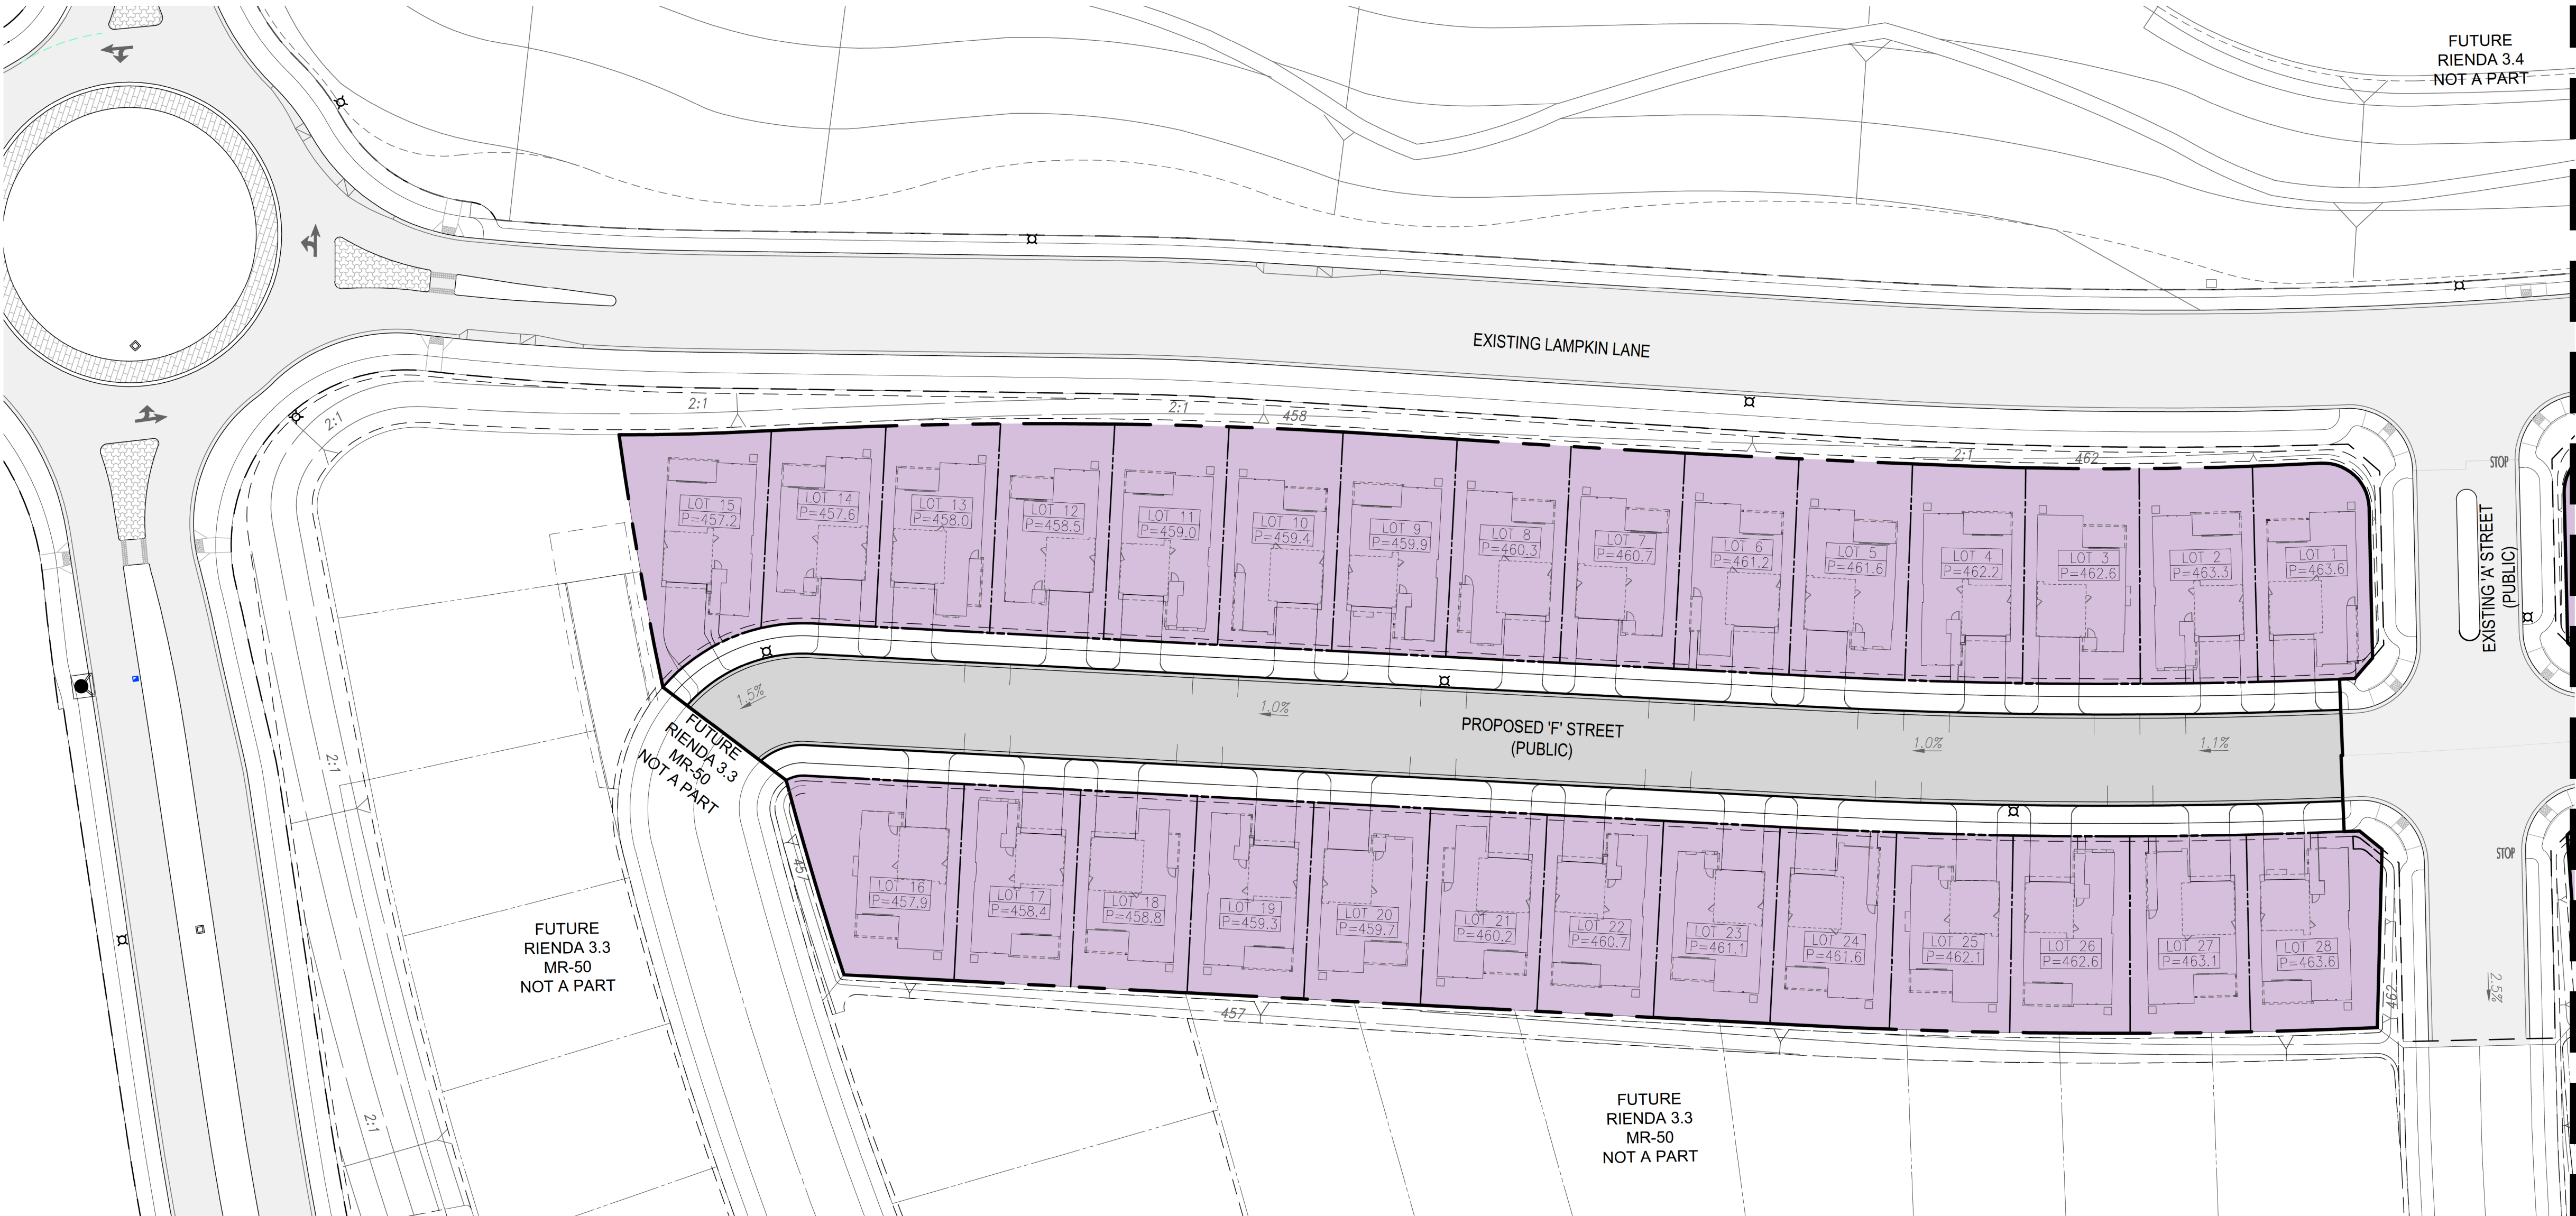 FUTURE
RIENDA 3.4
NOT A PART
EXISTING LAMPKIN LANE
2:1
2:1
2:1
458
2:1
462
STOP
EXISTING 'A' STREET
(PUBLIC)
LOT 15
P=457.2
LOT 14
P=457.6
LOT 13
P=458.0
LOT 12
P=458.5
LOT 11
P=459.0
LOT 10
P=459.4
LOT 9
P=459.9
LOT 8
P=460.3
LOT 7
P=460.7
LOT 6
P=461.2
LOT 5
P=461.6
LOT 4
P=462.2
LOT 3
P=462.6
LOT 2
P=463.3
LOT 1
P=463.6
1.5%
1.0%
PROPOSED 'F' STREET
(PUBLIC)
1.0%
1.1%
FUTURE
RIENDA 3.3
MR-50
NOT A PART
2:1
457
LOT 16
P=457.9
LOT 17
P=458.4
LOT 18
P=458.8
LOT 19
P=459.3
LOT 20
P=459.7
LOT 21
P=460.2
LOT 22
P=460.7
LOT 23
P=461.1
LOT 24
P=461.6
LOT 25
P=462.1
LOT 26
P=462.6
LOT 27
P=463.1
LOT 28
P=463.6
STOP
462
2.5%
FUTURE
RIENDA 3.3
MR-50
NOT A PART
457
2:1
FUTURE
RIENDA 3.3
MR-50
NOT A PART